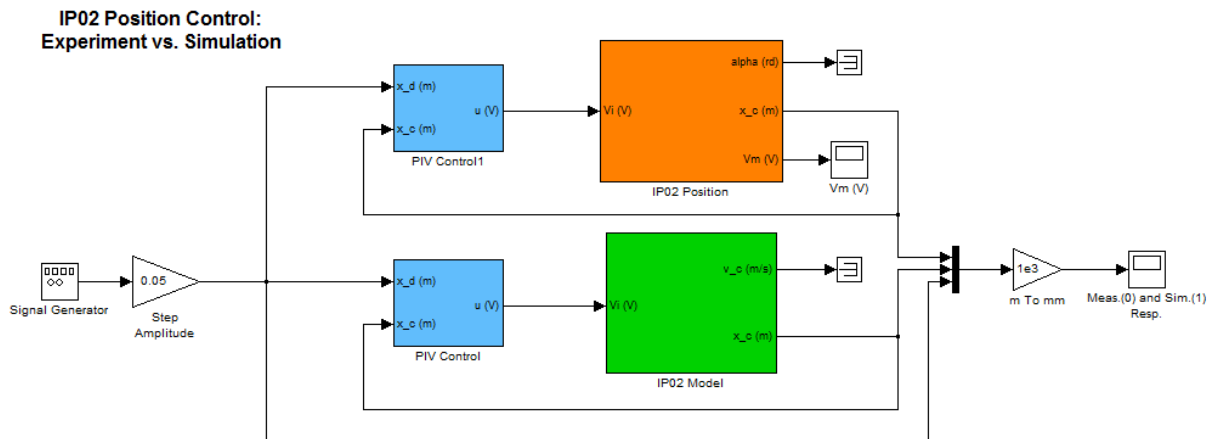 IP02 Position Control:
Experiment vs. Simulation
x_d (m)
x_c (m)
u (V)
PIV Control1
Vi (V)
alpha (rd)
x_c (m)
Vm (V)
IP02 Position
Vm (V)
Signal Generator
0.05
Step
Amplitude
x_d (m)
x_c (m)
u (V)
PIV Control
Vi (V)
v_c (m/s)
x_c (m)
IP02 Model
1e3
m To mm
Meas.(0) and Sim.(1)
Resp.